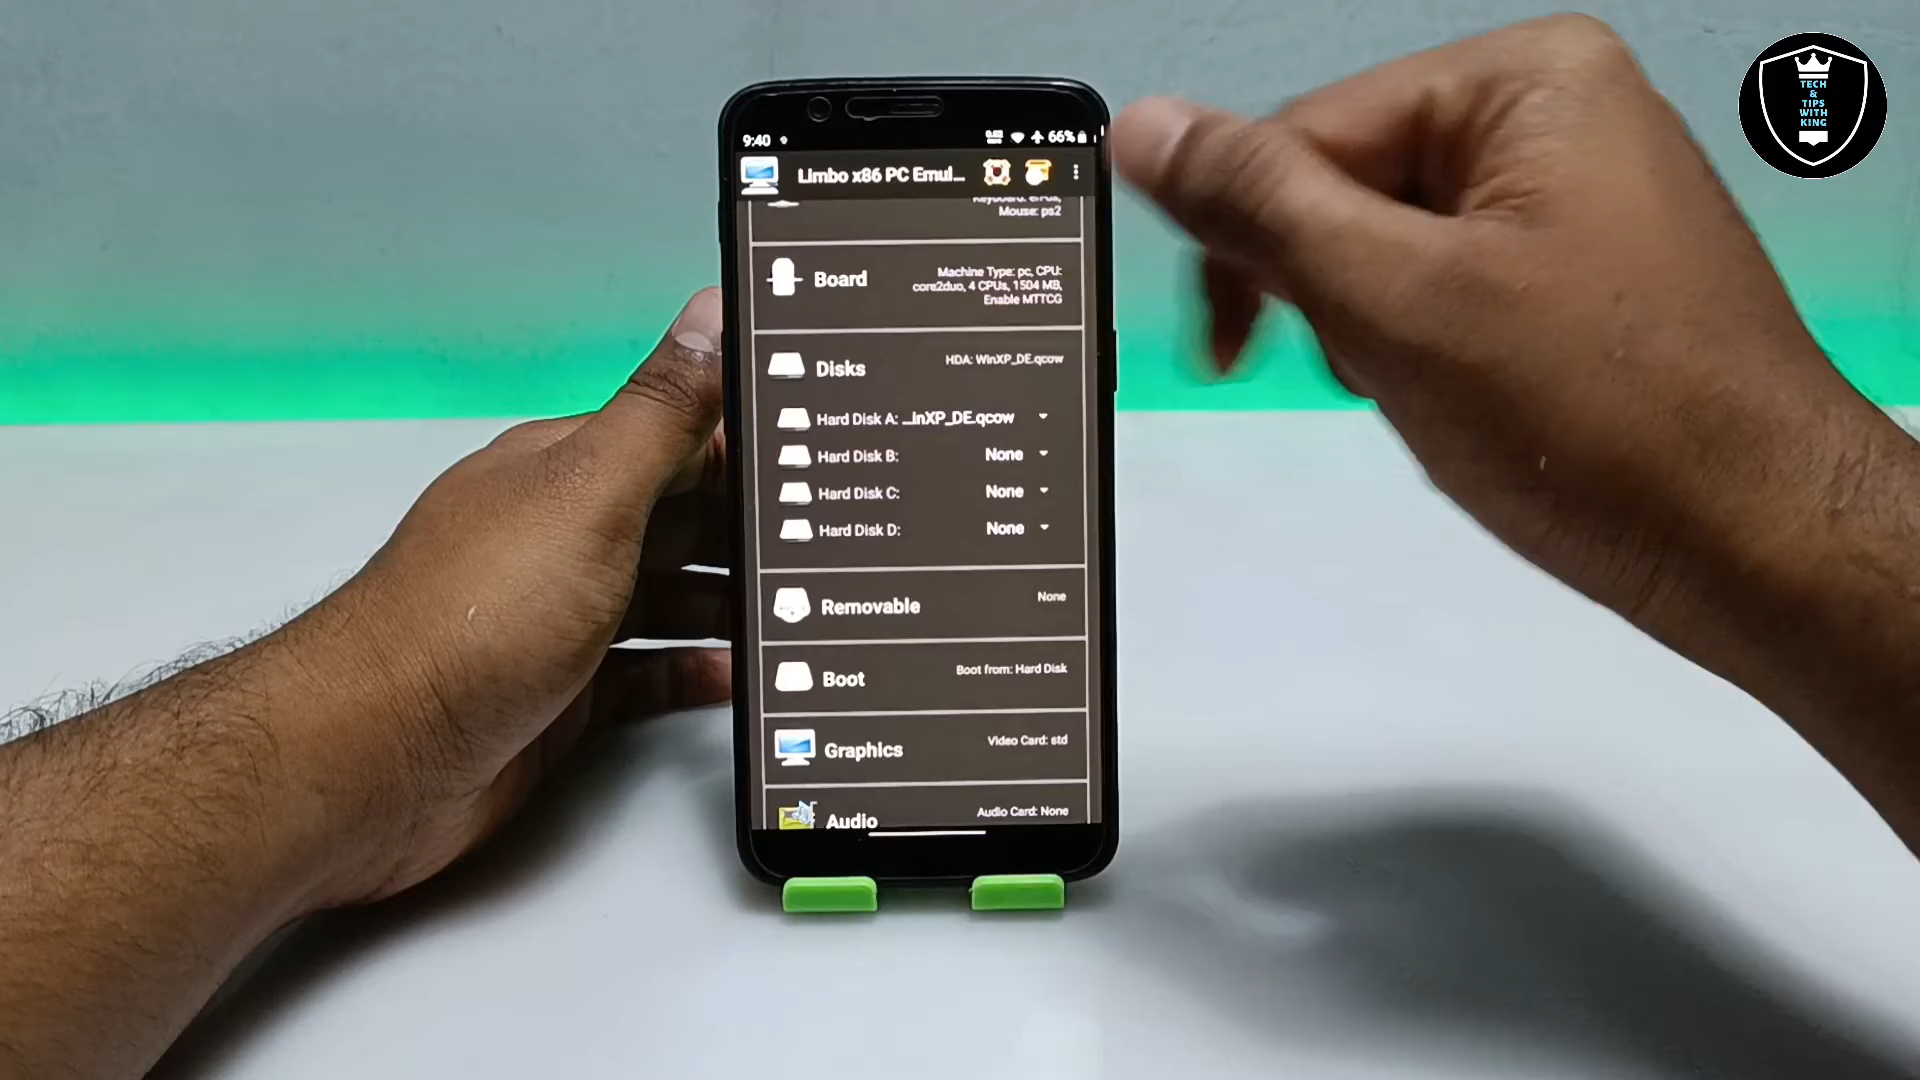 TECH
&
TIPS
WITH
KING
9:40
66%
Limbo x86 PC Emul...
Mouse: ps2
Board
Machine Type: pc, CPU:
core2duo, 4 CPUs, 1504 MB,
Enable MTTCG
Disks
HDA: WinXP_DE.qcow
Hard Disk A: ...inXP_DE.qcow
Hard Disk B: None
Hard Disk C: None
Hard Disk D: None
Removable
None
Boot
Boot from: Hard Disk
Graphics
Video Card: std
Audio
Audio Card: None